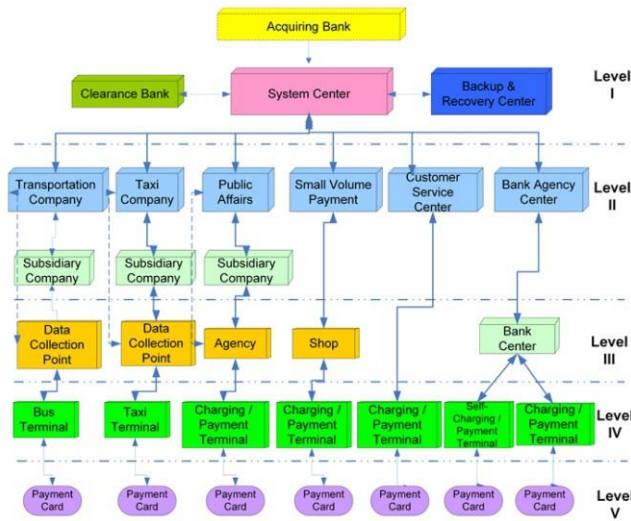 Acquiring Bank
Clearance Bank
System Center
Backup &
Recovery Center
Level
I
Transportation
Company
Taxi
Company
Public
Affairs
Small Volume
Payment
Customer
Service
Center
Bank Agency
Center
Level
II
Subsidiary
Company
Subsidiary
Company
Subsidiary
Company
Data
Collection
Point
Data
Collection
Point
Agency
Shop
Bank
Center
Level
III
Bus
Terminal
Taxi
Terminal
Charging /
Payment
Terminal
Charging /
Payment
Terminal
Charging /
Payment
Terminal
Self-
Charging /
Payment
Terminal
Charging /
Payment
Terminal
Level
IV
Payment
Card
Payment
Card
Payment
Card
Payment
Card
Payment
Card
Payment
Card
Payment
Card
Level
V